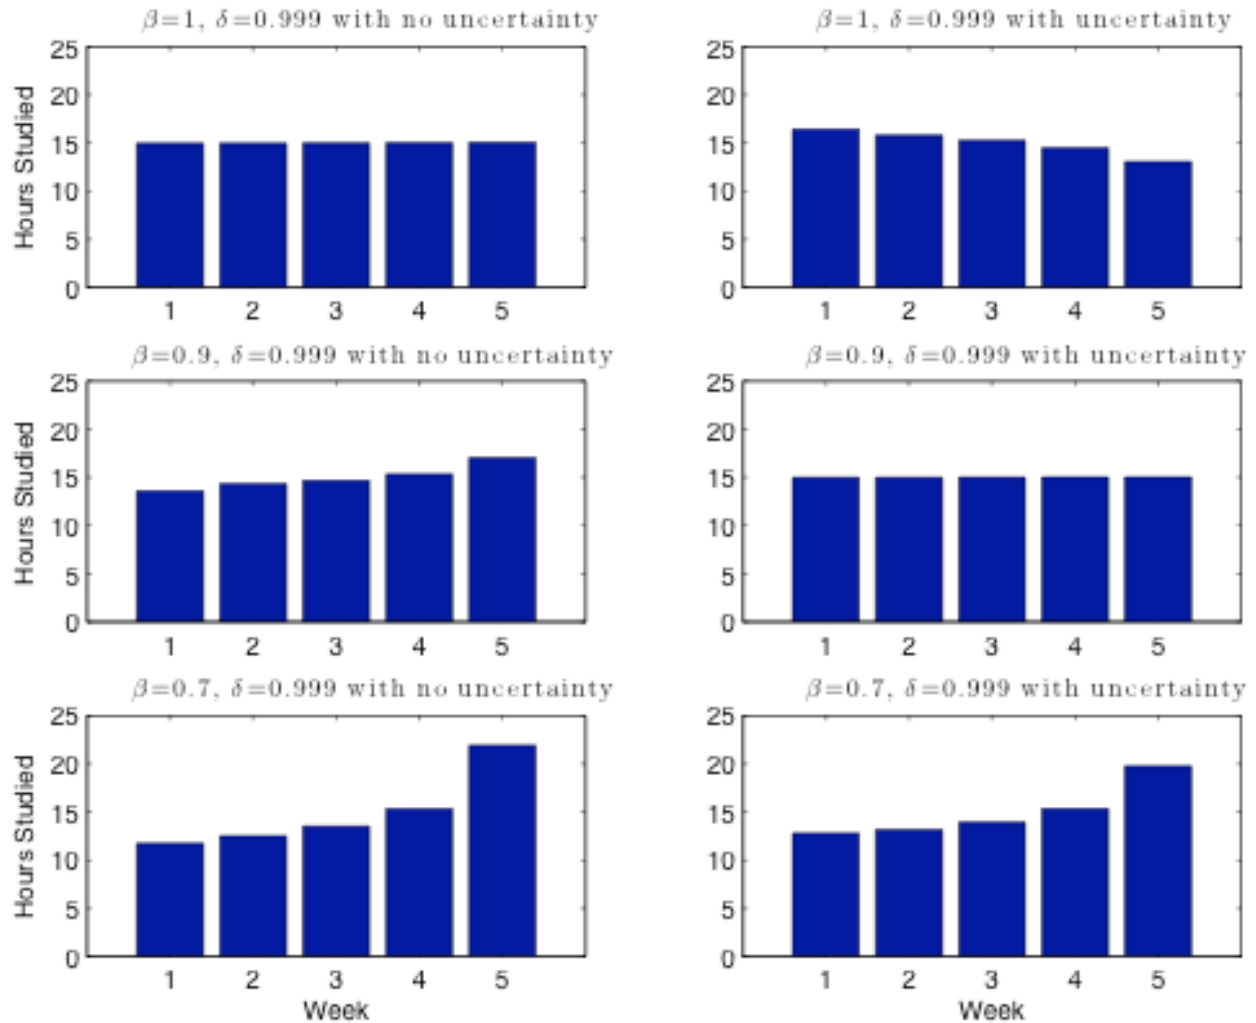 β=1, δ=0.999 with no uncertainty
25
20
15
10
5
0
Hours Studied
1 2 3 4 5
β=1, δ=0.999 with uncertainty
25
20
15
10
5
0
1 2 3 4 5
β=0.9, δ=0.999 with no uncertainty
25
20
15
10
5
0
Hours Studied
1 2 3 4 5
β=0.9, δ=0.999 with uncertainty
25
20
15
10
5
0
1 2 3 4 5
β=0.7, δ=0.999 with no uncertainty
25
20
15
10
5
0
Hours Studied
1 2 3 4 5
Week
β=0.7, δ=0.999 with uncertainty
25
20
15
10
5
0
1 2 3 4 5
Week